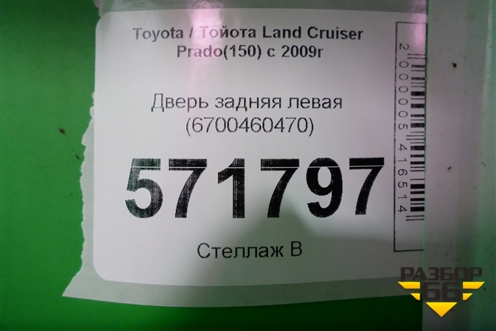 Toyota / Тойота Land Cruiser
Prado(150) с 2009г
Дверь задняя левая
(6700460470)
571797
Стеллаж В
2000005416514
РАЗБОР
66